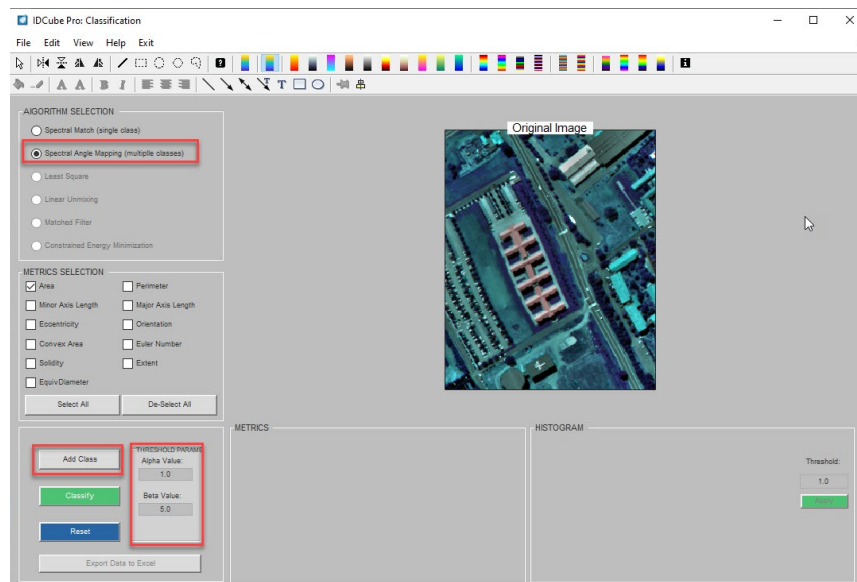 IDCube Pro: Classification
File Edit View Help Exit
A A B I
T T
AlGORITHM SELECTION
Original Image
Spectral Match (single class)
Spectral Angle Mapping (multiplle classes)
Least Square
Linear Unmixing
Matched Filter
Constrained Energy Minimization
METRICS SELECTION
Area Perimeter
Minor Axis Length Major Axis Length
Eccentricity Orientation
Convex Area Euler Number
Solidity Extent
EquivDiameter
Select All De-Select All
METRICS HISTOGRAM
THRESHOLD PARAME
Add Class Alpha Value: Threshold:
1.0 1.0
Classify Beta Value: Apply
5.0
Reset
Export Data to Excel